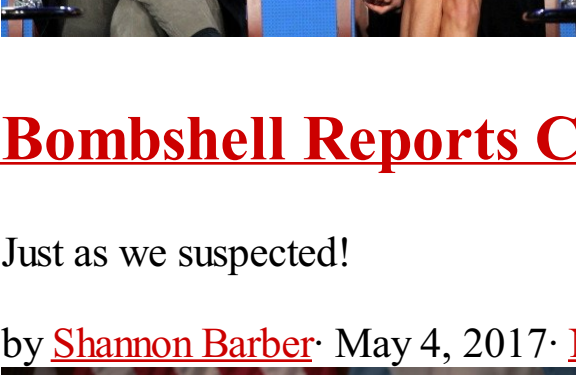 Bombshell Reports C
Just as we suspected!
by Shannon Barber· May 4, 2017·